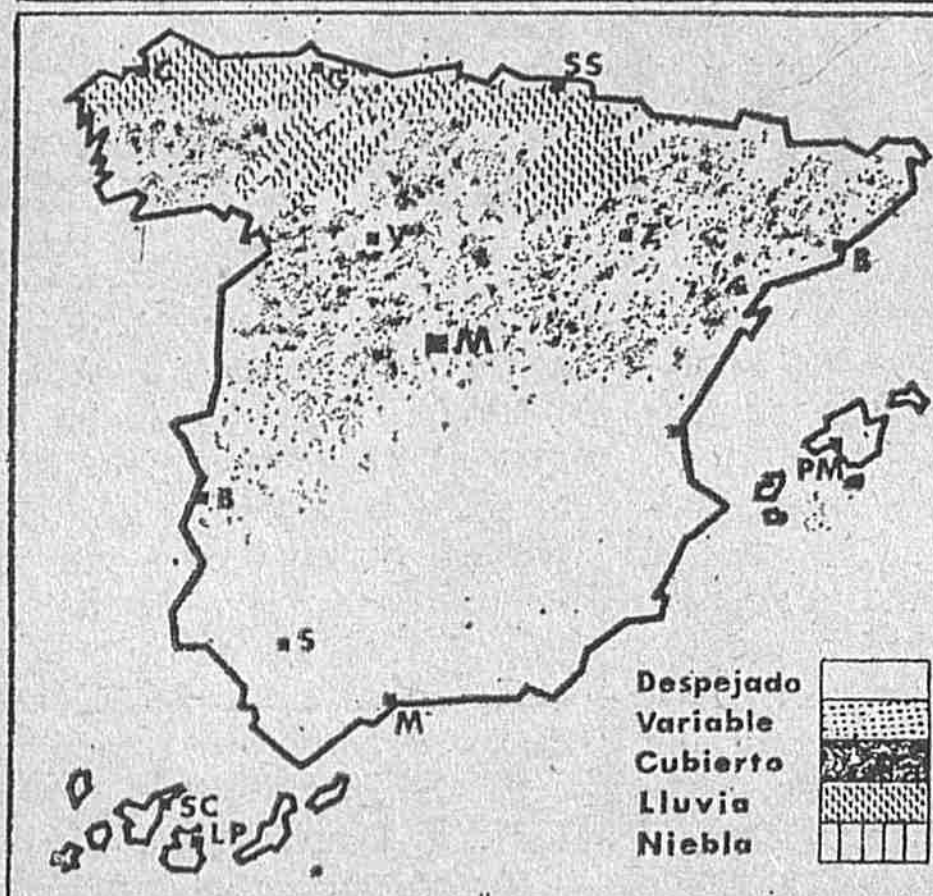 C
G
SS
V
Z
B
M
PM
B
S
M
SC
LP
Despejado
Variable
Cubierto
Lluvia
Niebla